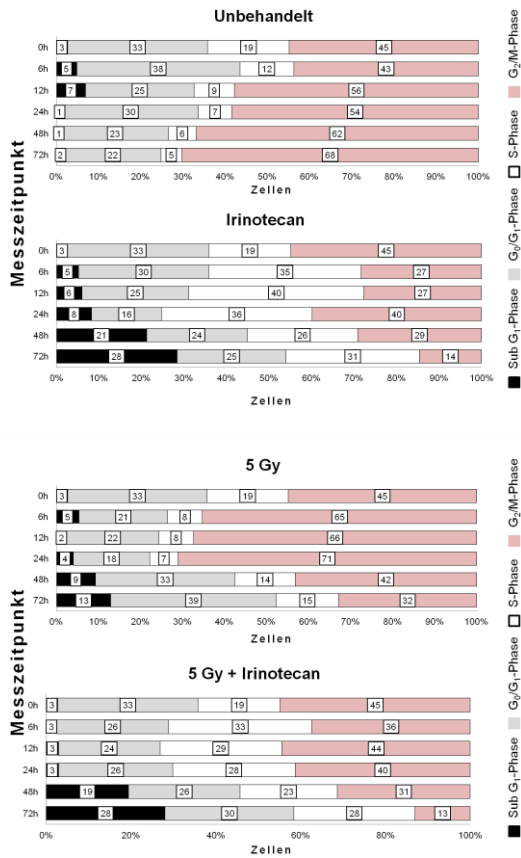 Unbehandelt
0h 3 33 19 45
6h 5 38 12 43
12h 7 25 9 56
24h 1 30 7 54
48h 1 23 6 62
72h 2 22 5 68
0% 10% 20% 30% 40% 50% 60% 70% 80% 90% 100%
Zellen
Irinotecan
0h 3 33 19 45
6h 5 30 35 27
12h 6 25 40 27
24h 8 16 36 40
48h 21 24 26 29
72h 28 25 31 14
0% 10% 20% 30% 40% 50% 60% 70% 80% 90% 100%
Zellen
Messzeitpunkt
Sub G1-Phase G0/G1-Phase S-Phase G2/M-Phase
5 Gy
0h 3 33 19 45
6h 5 21 8 65
12h 2 22 8 66
24h 4 18 7 71
48h 9 33 14 42
72h 13 39 15 32
0% 10% 20% 30% 40% 50% 60% 70% 80% 90% 100%
Zellen
5 Gy + Irinotecan
0h 3 33 19 45
6h 3 26 33 36
12h 3 24 29 44
24h 3 26 28 40
48h 19 26 23 31
72h 28 30 28 13
0% 20% 40% 60% 80% 100%
Zellen
Messzeitpunkt
Sub G1-Phase G0/G1-Phase S-Phase G2/M-Phase